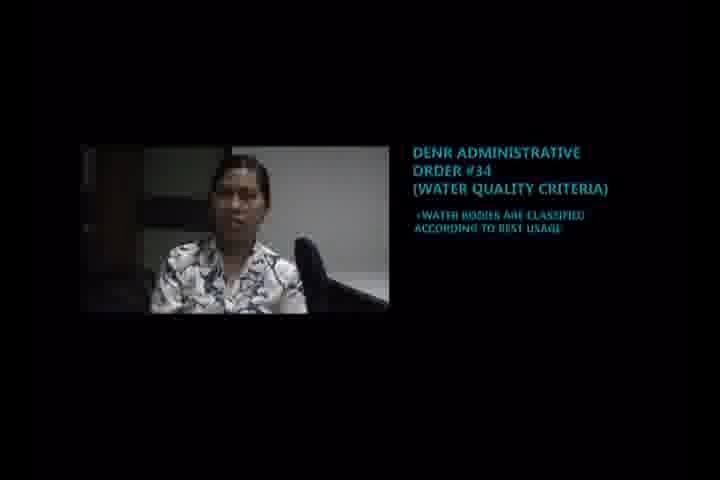 DENR ADMINISTRATIVE
ORDER #34
(WATER QUALITY CRITERIA)
•WATER BODIES ARE CLASSIFIED
ACCORDING TO BEST USAGE